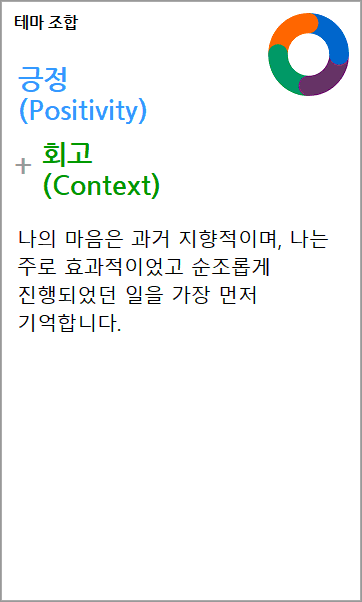 테마 조합
긍정
(Positivity)
+ 회고
(Context)
나의 마음은 과거 지향적이며, 나는
주로 효과적이었고 순조롭게
진행되었던 일을 가장 먼저
기억합니다.